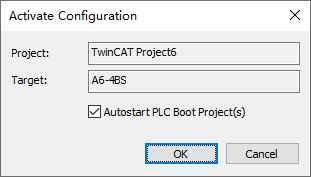 Activate Configuration
Project: TwinCAT Project6
Target: A6-4BS
Autostart PLC Boot Project(s)
OK Cancel